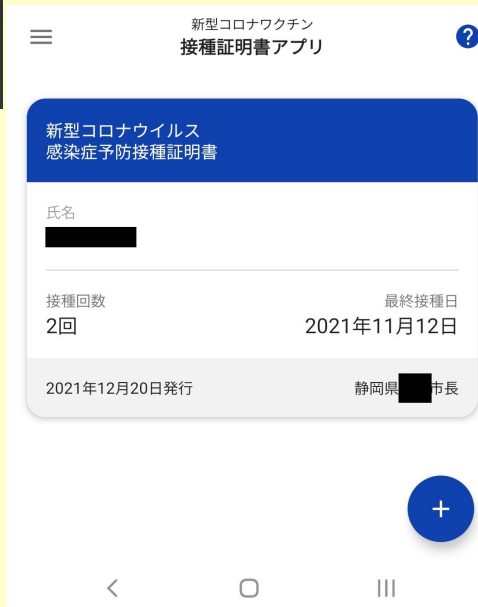 新型コロナワクチン
接種証明書アプリ
?
新型コロナウイルス
感染症予防接種証明書
氏名
接種回数
最終接種日
2回
2021年11月12日
2021年12月20日発行
静岡県 市長
+